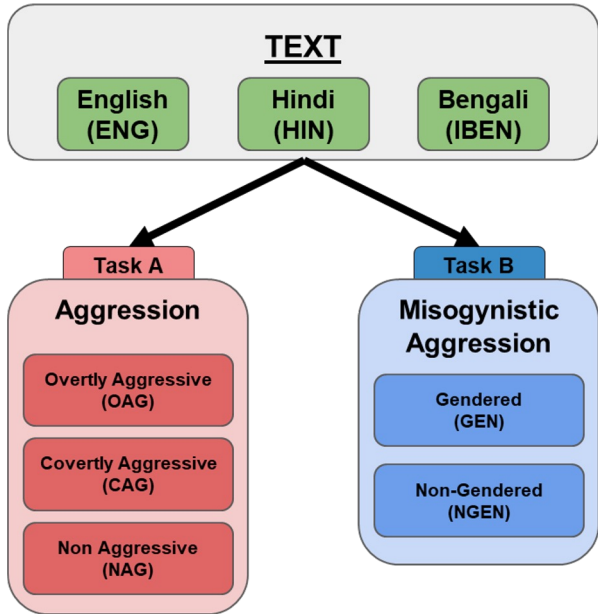 TEXT
English
(ENG)
Hindi
(HIN)
Bengali
(IBEN)
Task A
Aggression
Overtly Aggressive
(OAG)
Covertly Aggressive
(CAG)
Non Aggressive
(NAG)
Task B
Misogynistic
Aggression
Gendered
(GEN)
Non-Gendered
(NGEN)